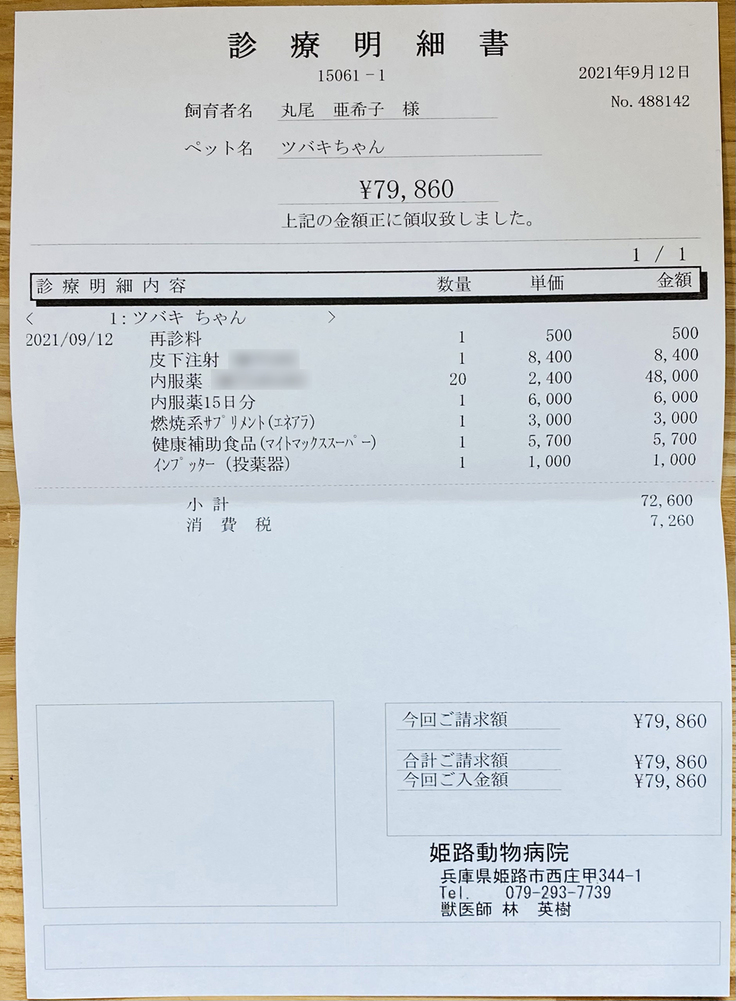 診療明細書
15061-1
2021年9月12日
No.488142
飼育者名 丸尾 亜希子 様
ペット名 ツバキちゃん
¥79,860
上記の金額正に領収致しました。
1 / 1
診療明細内容 数量 単価 金額
< 1:ツバキ ちゃん >
2021/09/12 再診料 1 500 500
皮下注射 1 8,400 8,400
内服薬 20 2,400 48,000
内服薬15日分 1 6,000 6,000
燃焼系ｻﾌﾟﾘﾒﾝﾄ(ｴﾈｱﾗ) 1 3,000 3,000
健康補助食品(ﾏｲﾄﾏｯｸｽｽｰﾊﾟｰ) 1 5,700 5,700
ｲﾝﾌﾟｯﾀｰ (投薬器) 1 1,000 1,000
小計 72,600
消費税 7,260
今回ご請求額 ¥79,860
合計ご請求額 ¥79,860
今回ご入金額 ¥79,860
姫路動物病院
兵庫県姫路市西庄甲344-1
Tel. 079-293-7739
獣医師 林 英樹